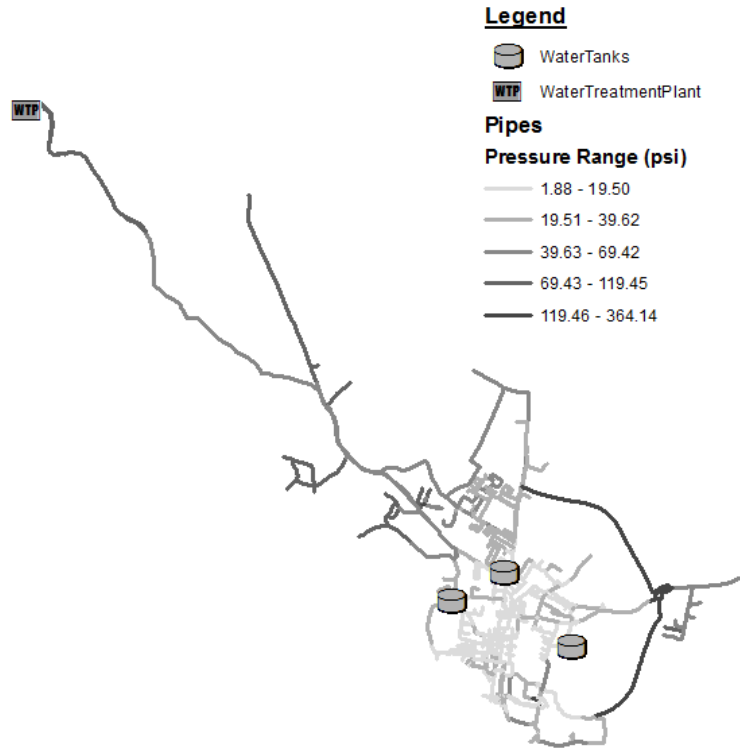 Legend
WaterTanks
WTP WaterTreatmentPlant
Pipes
Pressure Range (psi)
1.88 - 19.50
19.51 - 39.62
39.63 - 69.42
69.43 - 119.45
119.46 - 364.14
WTP